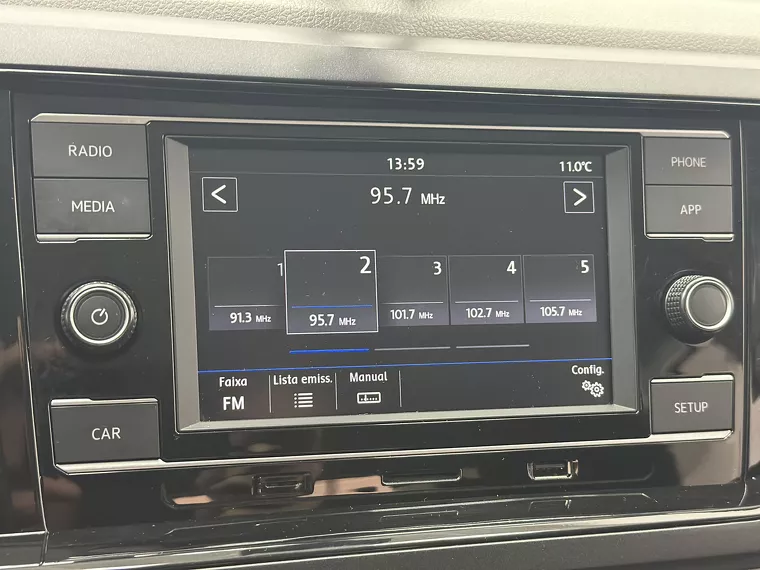 RADIO
MEDIA
CAR
13:59
11.0°C
<
95.7 MHz
>
1
91.3 MHz
2
95.7 MHz
3
101.7 MHz
4
102.7 MHz
5
105.7 MHz
Faixa
FM
Lista emiss.
Manual
Config.
PHONE
APP
SETUP